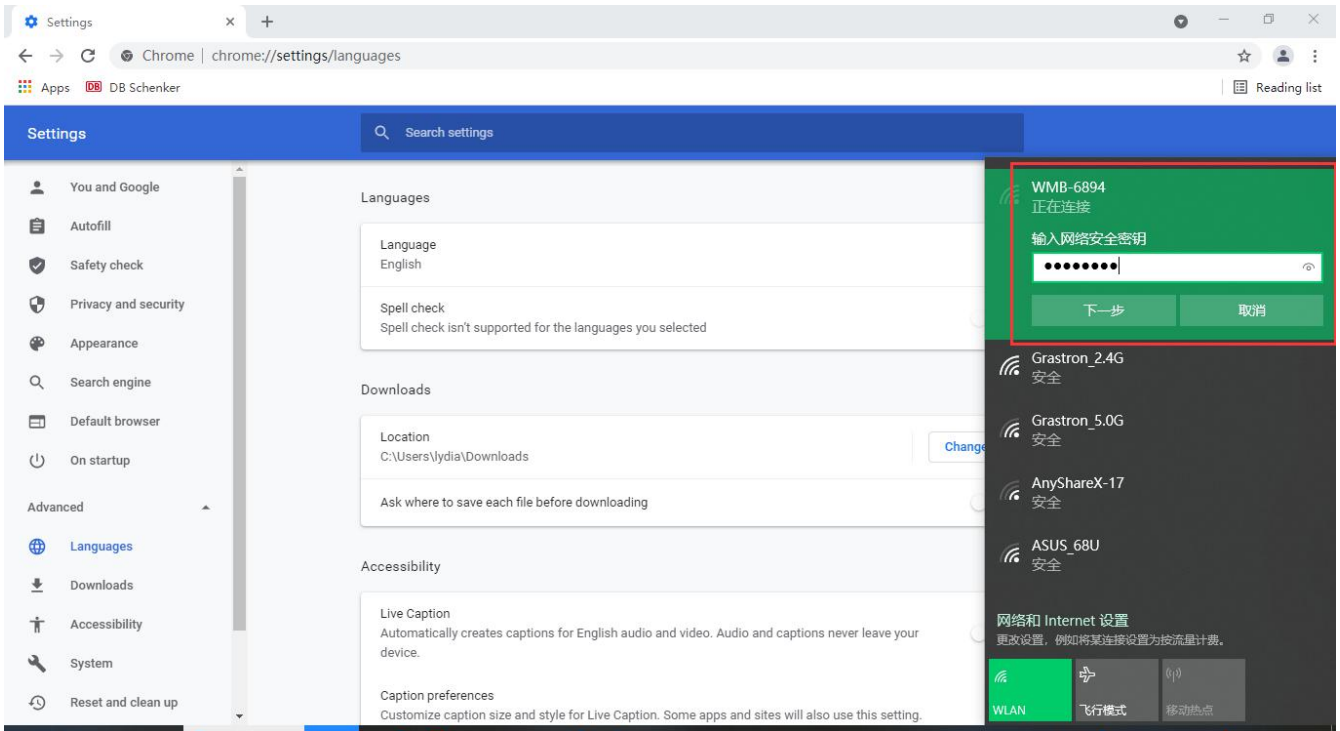 Settings
Chrome | chrome://settings/languages
Apps DB DB Schenker
Reading list
Settings
Search settings
You and Google
Autofill
Safety check
Privacy and security
Appearance
Search engine
Default browser
On startup
Advanced
Languages
Downloads
Accessibility
System
Reset and clean up
Languages
Language
English
Spell check
Spell check isn't supported for the languages you selected
Downloads
Location
C:\Users\lydia\Downloads
Change
Ask where to save each file before downloading
Accessibility
Live Caption
Automatically creates captions for English audio and video. Audio and captions never leave your
device.
Caption preferences
Customize caption size and style for Live Caption. Some apps and sites will also use this setting.
WMB-6894
正在连接
输入网络安全密钥
●●●●●●●●
下一步 取消
Grastron_2.4G
安全
Grastron_5.0G
安全
AnyShareX-17
安全
ASUS_68U
安全
网络和 Internet 设置
更改设置，例如将某连接设置为按流量计费。
WLAN 飞行模式 移动热点